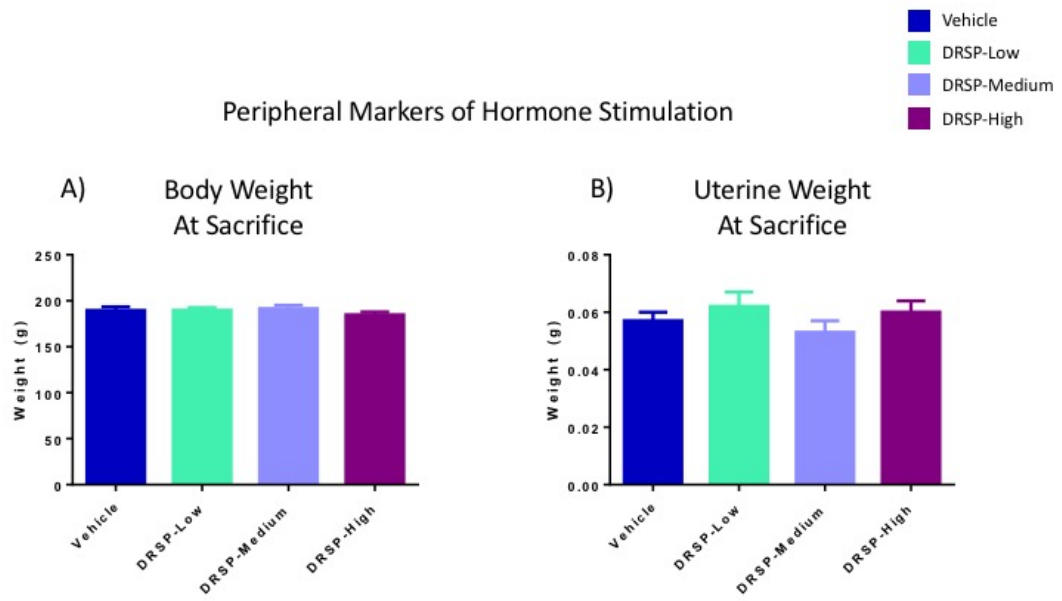 Vehicle
DRSP-Low
DRSP-Medium
DRSP-High
Peripheral Markers of Hormone Stimulation
A)
Body Weight
At Sacrifice
250
200
150
100
50
0
Weight (g)
Vehicle
DRSP-Low
DRSP-Medium
DRSP-High
B)
Uterine Weight
At Sacrifice
0.08
0.06
0.04
0.02
0.00
Weight (g)
Vehicle
DRSP-Low
DRSP-Medium
DRSP-High